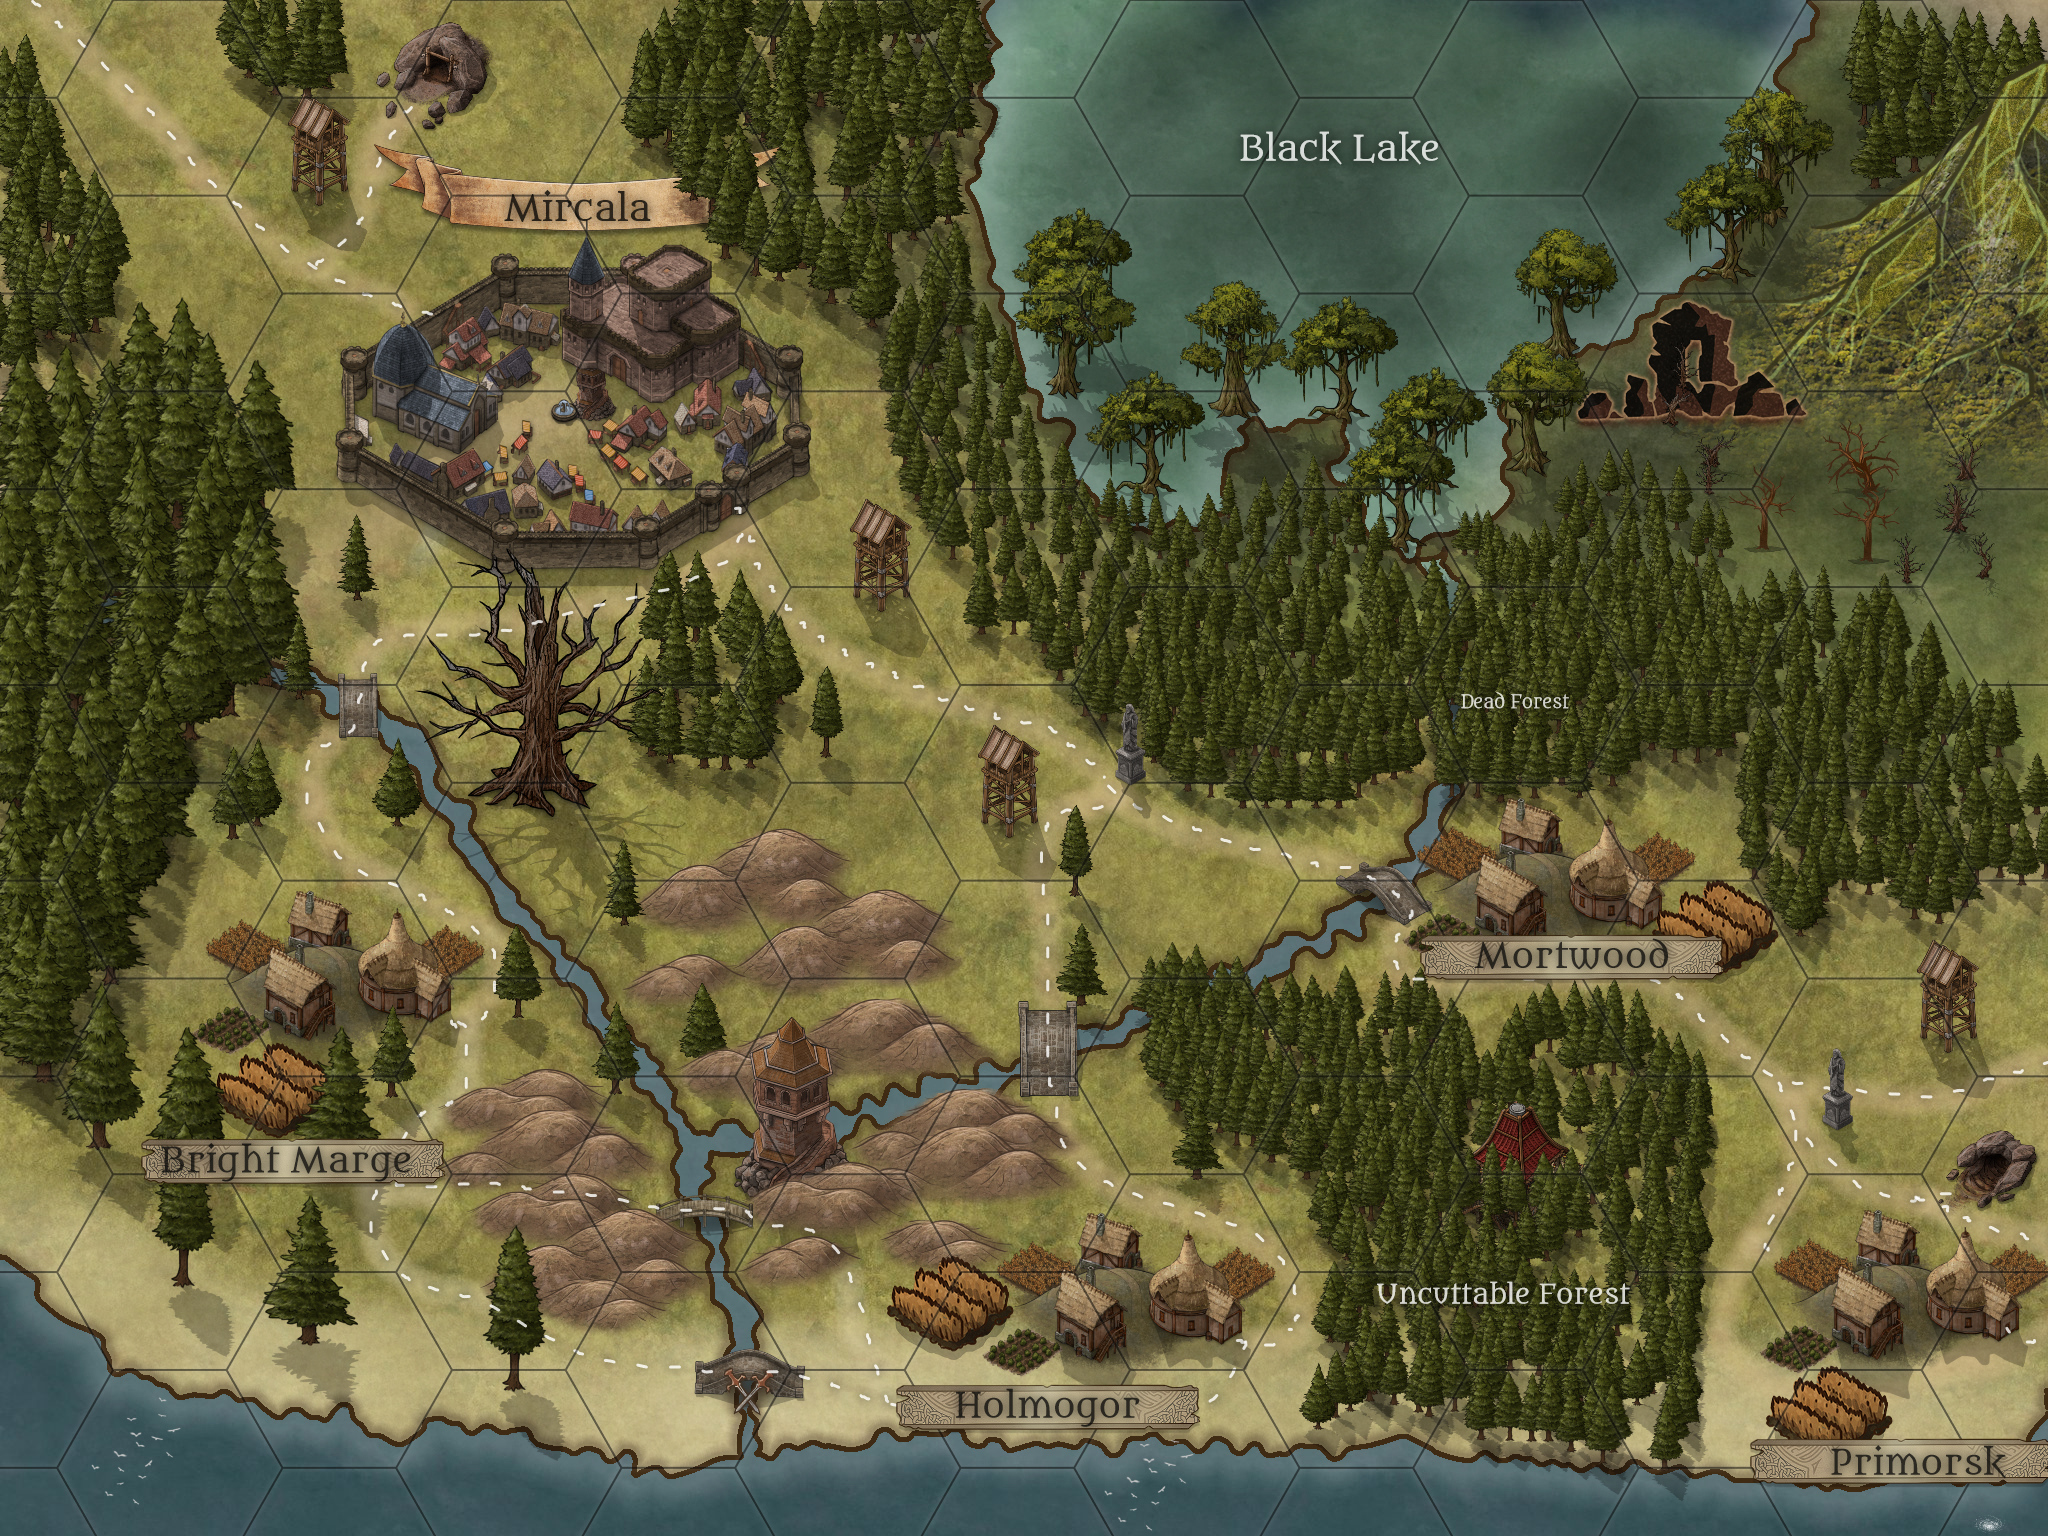 Black Lake
Mircala
Dead Forest
Mortwood
Bright Marge
Uncuttable Forest
Holmogor
Primorsk